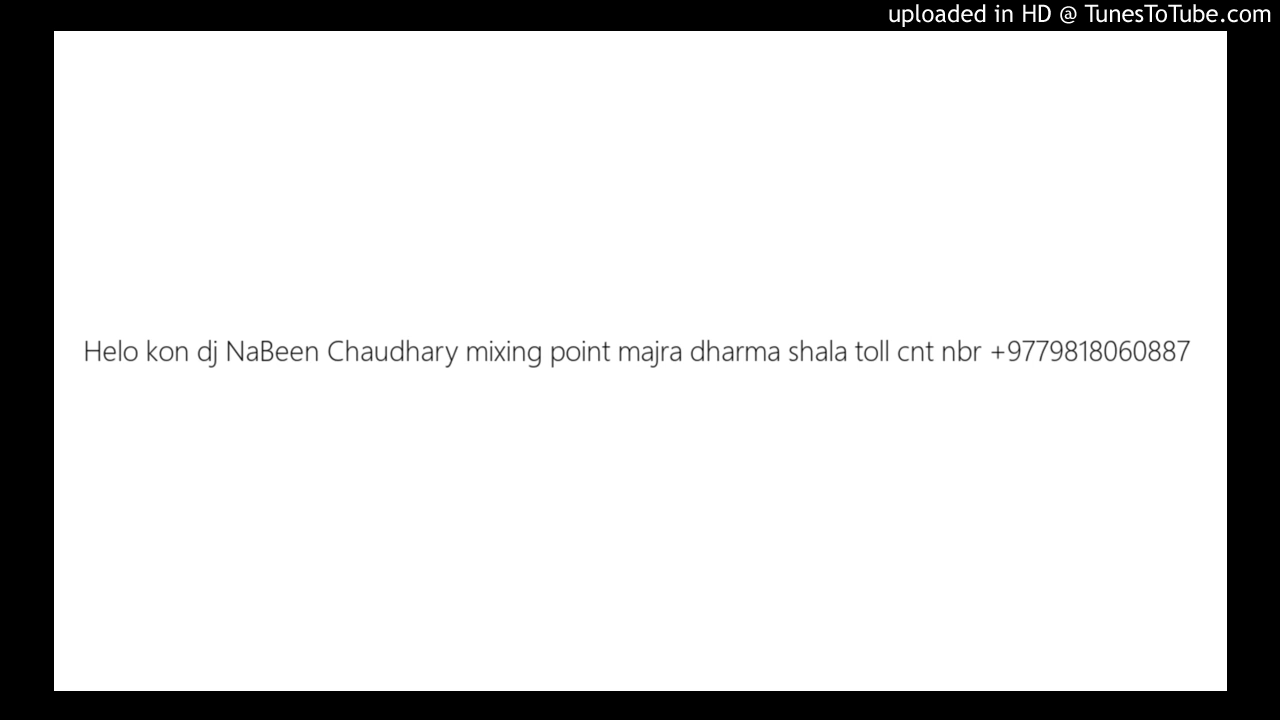 uploaded in HD @ TunesToTube.com
Helo kon dj NaBeen Chaudhary mixing point majra dharma shala toll cnt nbr +9779818060887